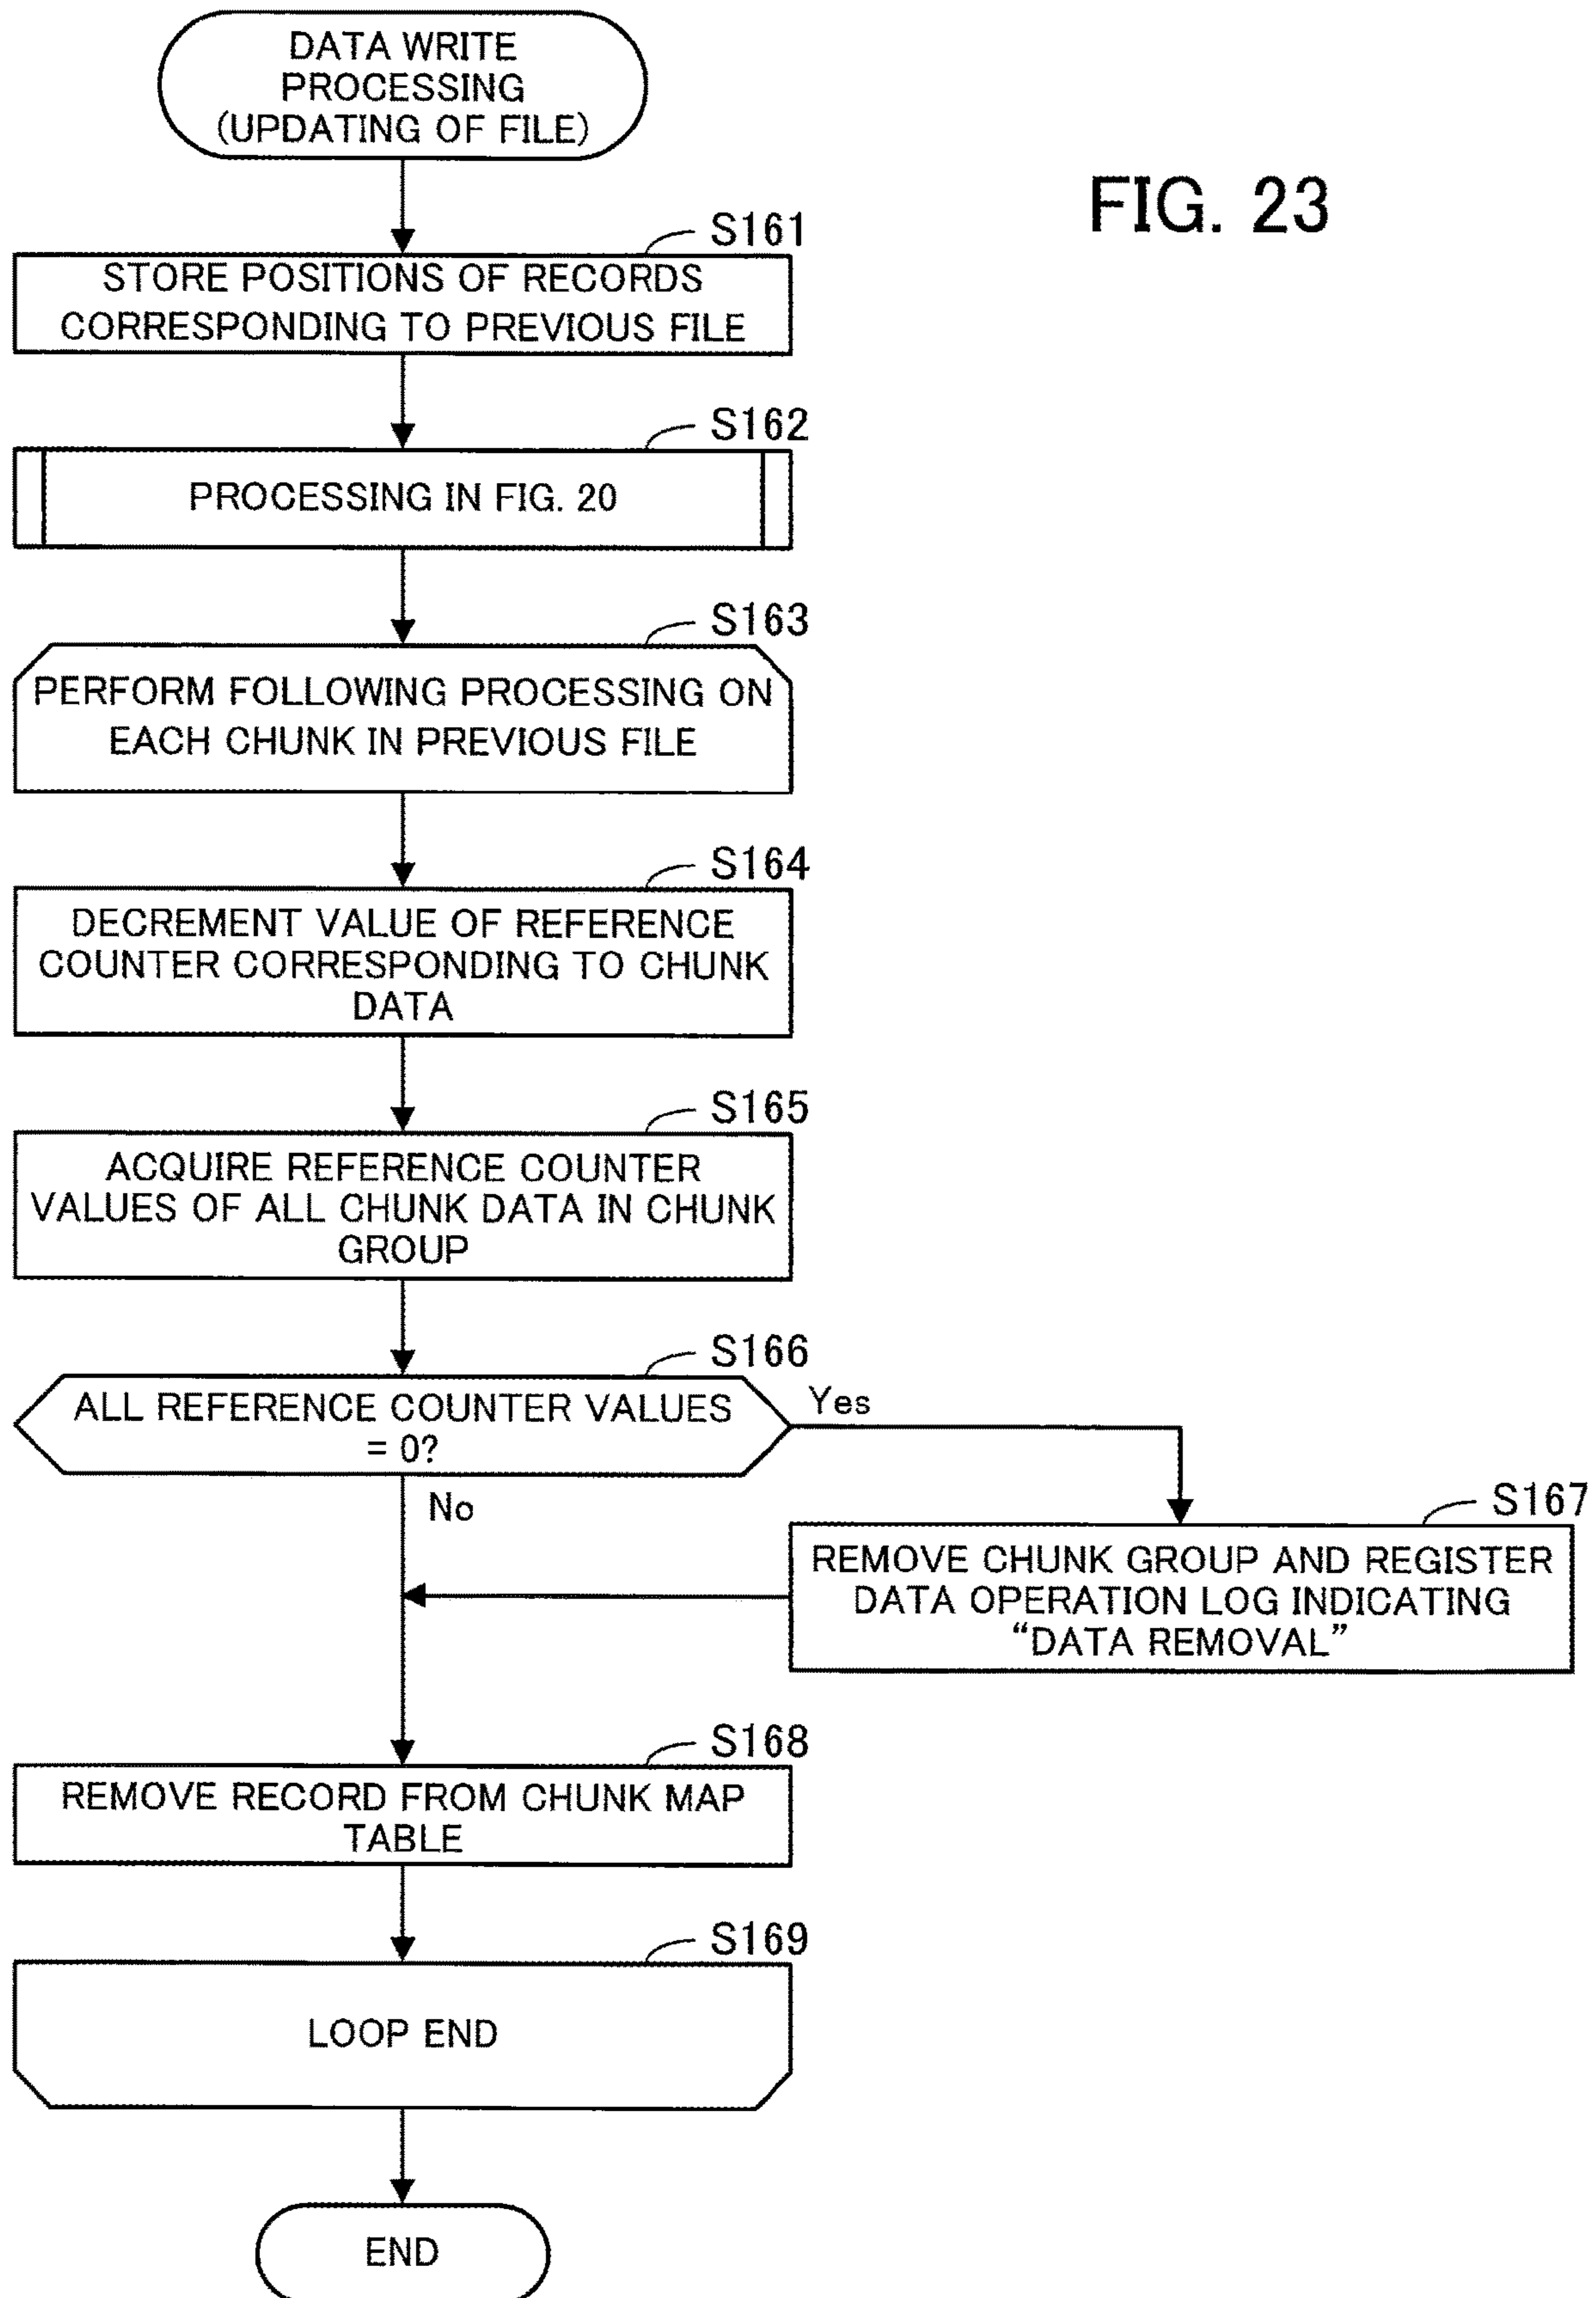 DATA WRITE
PROCESSING
(UPDATING OF FILE)
FIG. 23
S161
STORE POSITIONS OF RECORDS
CORRESPONDING TO PREVIOUS FILE
S162
PROCESSING IN FIG. 20
S163
PERFORM FOLLOWING PROCESSING ON
EACH CHUNK IN PREVIOUS FILE
S164
DECREMENT VALUE OF REFERENCE
COUNTER CORRESPONDING TO CHUNK
DATA
S165
ACQUIRE REFERENCE COUNTER
VALUES OF ALL CHUNK DATA IN CHUNK
GROUP
S166
ALL REFERENCE COUNTER VALUES
= 0?
Yes
No
S167
REMOVE CHUNK GROUP AND REGISTER
DATA OPERATION LOG INDICATING
“DATA REMOVAL”
S168
REMOVE RECORD FROM CHUNK MAP
TABLE
S169
LOOP END
END